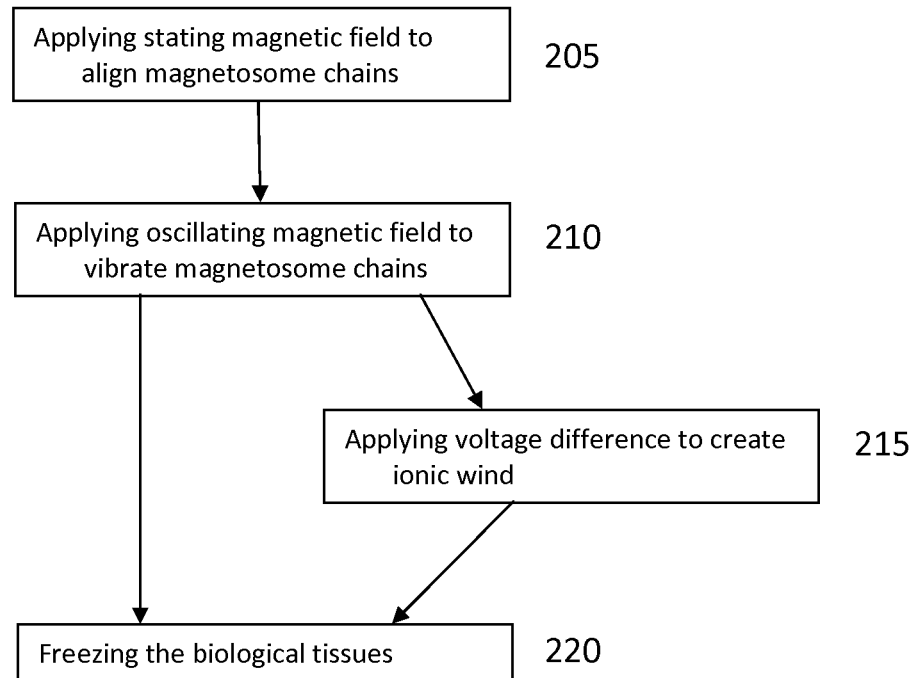 Applying stating magnetic field to
align magnetosome chains
205
Applying oscillating magnetic field to
vibrate magnetosome chains
210
Applying voltage difference to create
ionic wind
215
Freezing the biological tissues
220